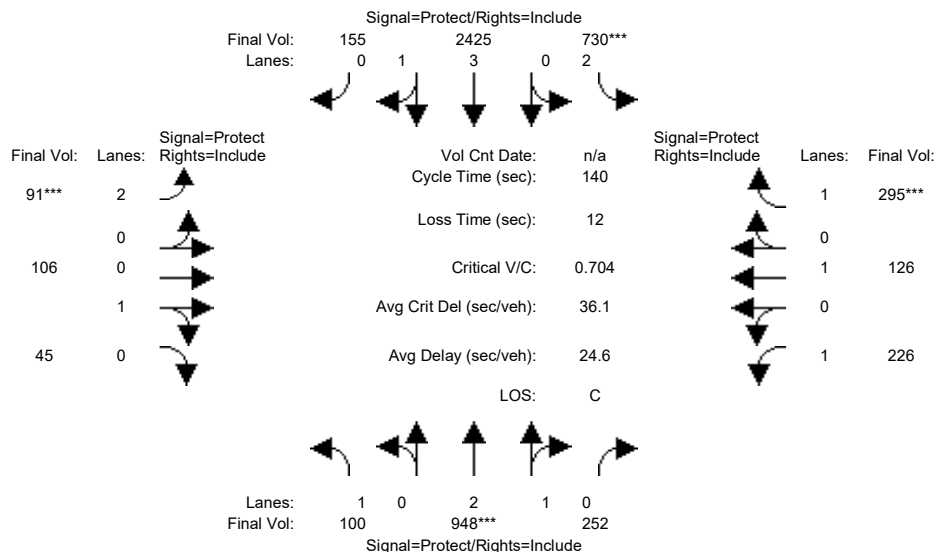 Signal=Protect/Rights=Include
Final Vol: 155 2425 730***
Lanes: 0 1 3 0 2
Signal=Protect Signal=Protect
Final Vol: Lanes: Rights=Include Vol Cnt Date: n/a Rights=Include Lanes: Final Vol:
Cycle Time (sec): 140
91*** 2 1 295***
Loss Time (sec): 12
0 0
106 0 Critical V/C: 0.704 1 126
1 Avg Crit Del (sec/veh): 36.1 0
45 0 Avg Delay (sec/veh): 24.6 1 226
LOS: C
Lanes: 1 0 2 1 0
Final Vol: 100 948*** 252
Signal=Protect/Rights=Include